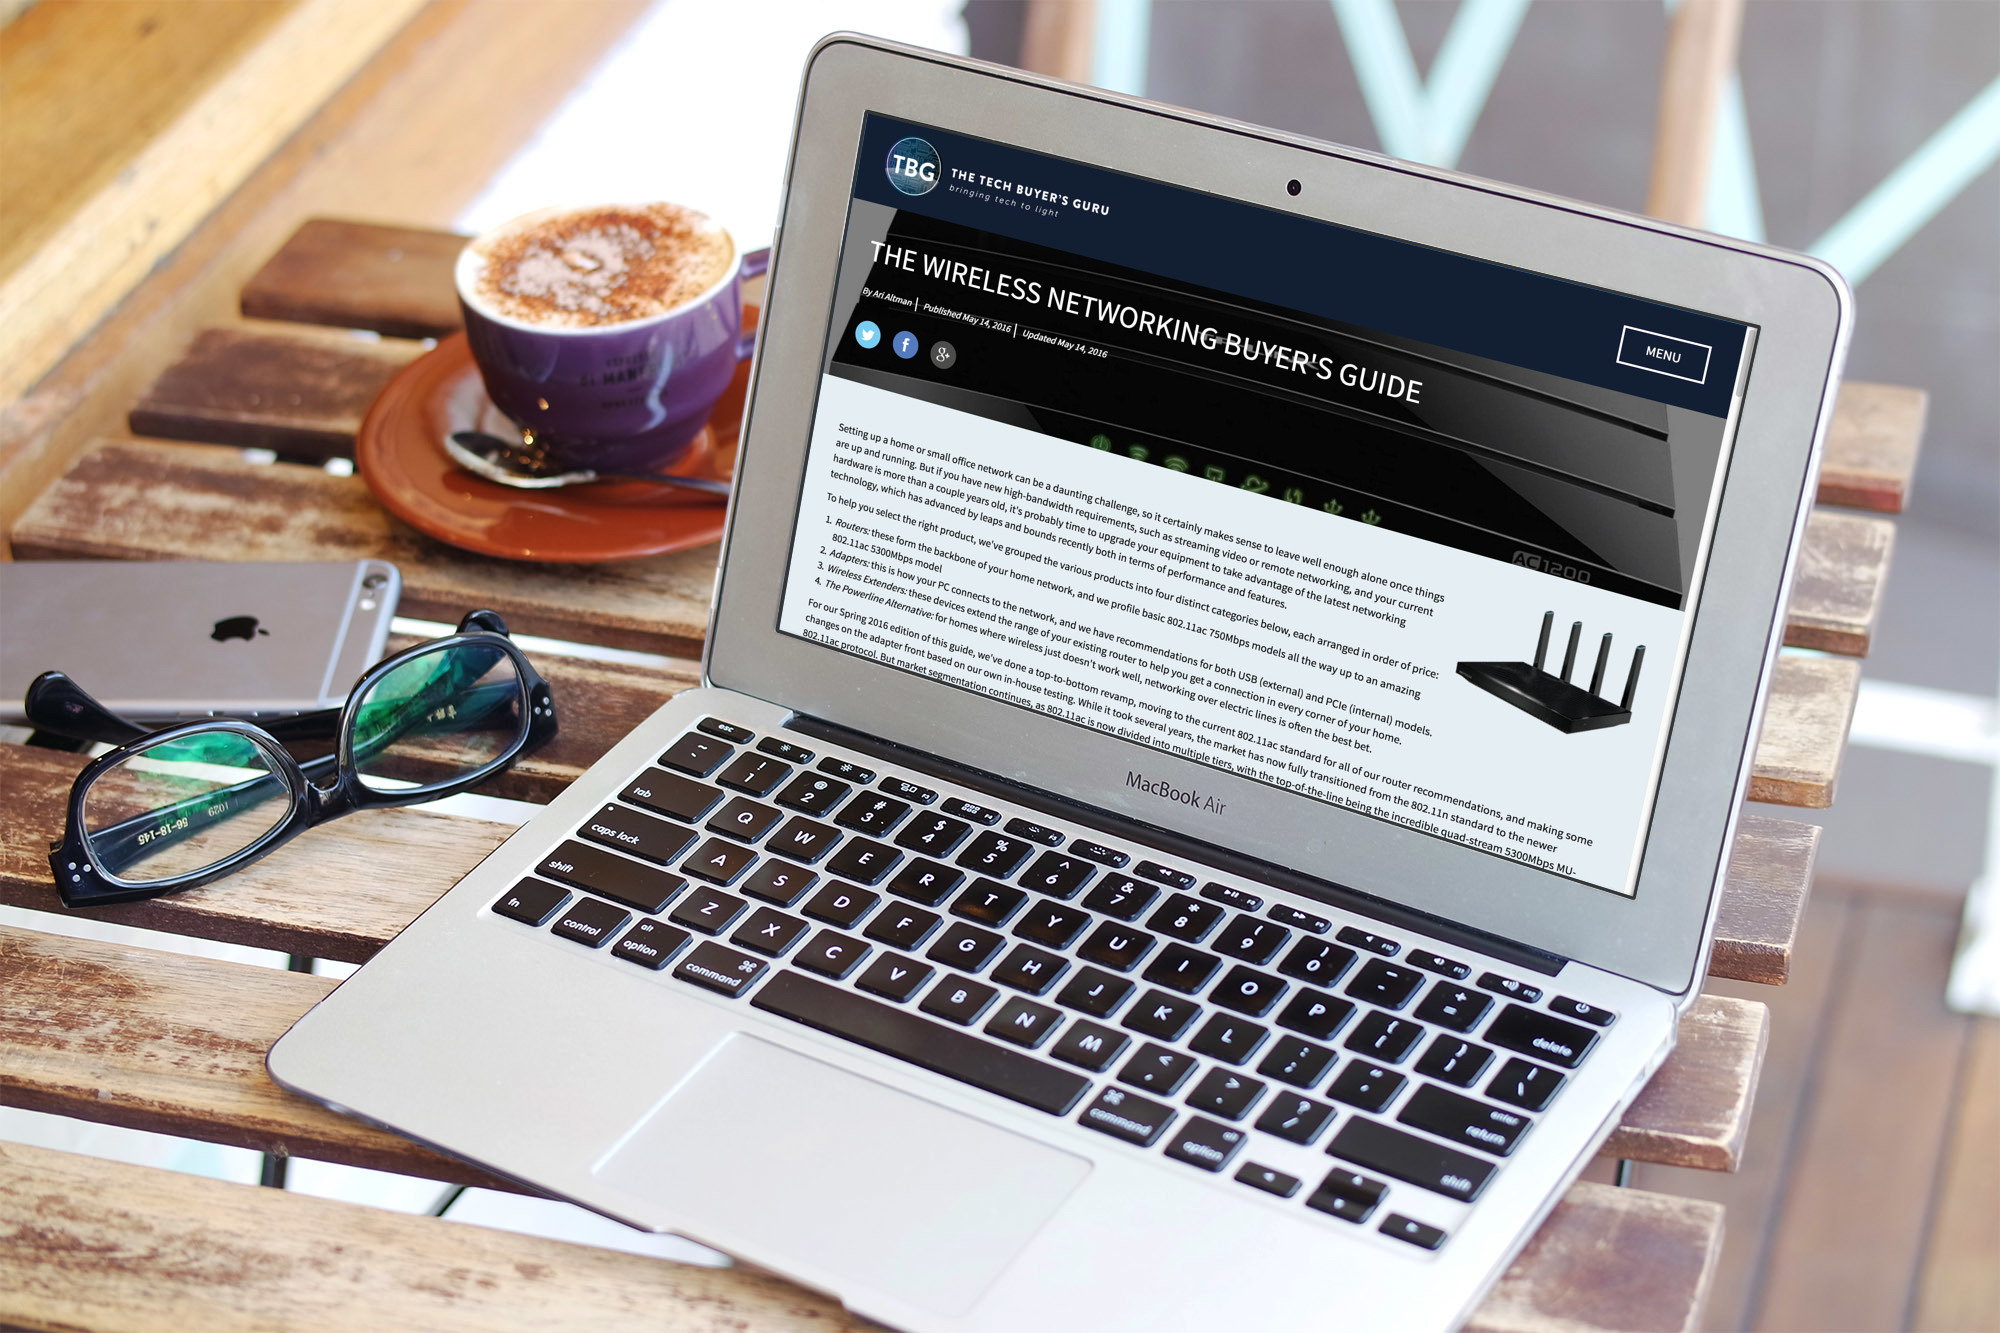 TBG
THE TECH BUYER'S GURU
bringing tech to light
MENU
THE WIRELESS NETWORKING BUYER'S GUIDE
By Ari Altman | Published May 14, 2016 | Updated May 14, 2016
f
g+
AC1200
Setting up a home or small office network can be a daunting challenge, so it certainly makes sense to leave well enough alone once things
are up and running. But if you have new high-bandwidth requirements, such as streaming video or remote networking, and your current
hardware is more than a couple years old, it's probably time to upgrade your equipment to take advantage of the latest networking
technology, which has advanced by leaps and bounds recently both in terms of performance and features.
To help you select the right product, we've grouped the various products into four distinct categories below, each arranged in order of price:
1. Routers: these form the backbone of your home network, and we profile basic 802.11ac 750Mbps models all the way up to an amazing
802.11ac 5300Mbps model
2. Adapters: this is how your PC connects to the network, and we have recommendations for both USB (external) and PCIe (internal) models.
3. Wireless Extenders: these devices extend the range of your existing router to help you get a connection in every corner of your home.
4. The Powerline Alternative: for homes where wireless just doesn't work well, networking over electric lines is often the best bet.
For our Spring 2016 edition of this guide, we've done a top-to-bottom revamp, moving to the current 802.11ac standard for all of our router recommendations, and making some
changes on the adapter front based on our own in-house testing. While it took several years, the market has now fully transitioned from the 802.11n standard to the newer
802.11ac protocol. But market segmentation continues, as 802.11ac is now divided into multiple tiers, with the top-of-the-line being the incredible quad-stream 5300Mbps MU-
MacBook Air
esc F1 F2 F3 F4 F5 F6 F7 F8 F9 F10 F11 F12
~ ! 1 @ 2 # 3 $ 4 % 5 ^ 6 & 7 * 8 ( 9 ) 0 - + = delete
tab Q W E R T Y U I O P { [ } ] | \
caps lock A S D F G H J K L : ; " ' enter return
shift Z X C V B N M < , > . ? / shift
fn control alt option ⌘ command ⌘ command alt option
56-18-145
1089